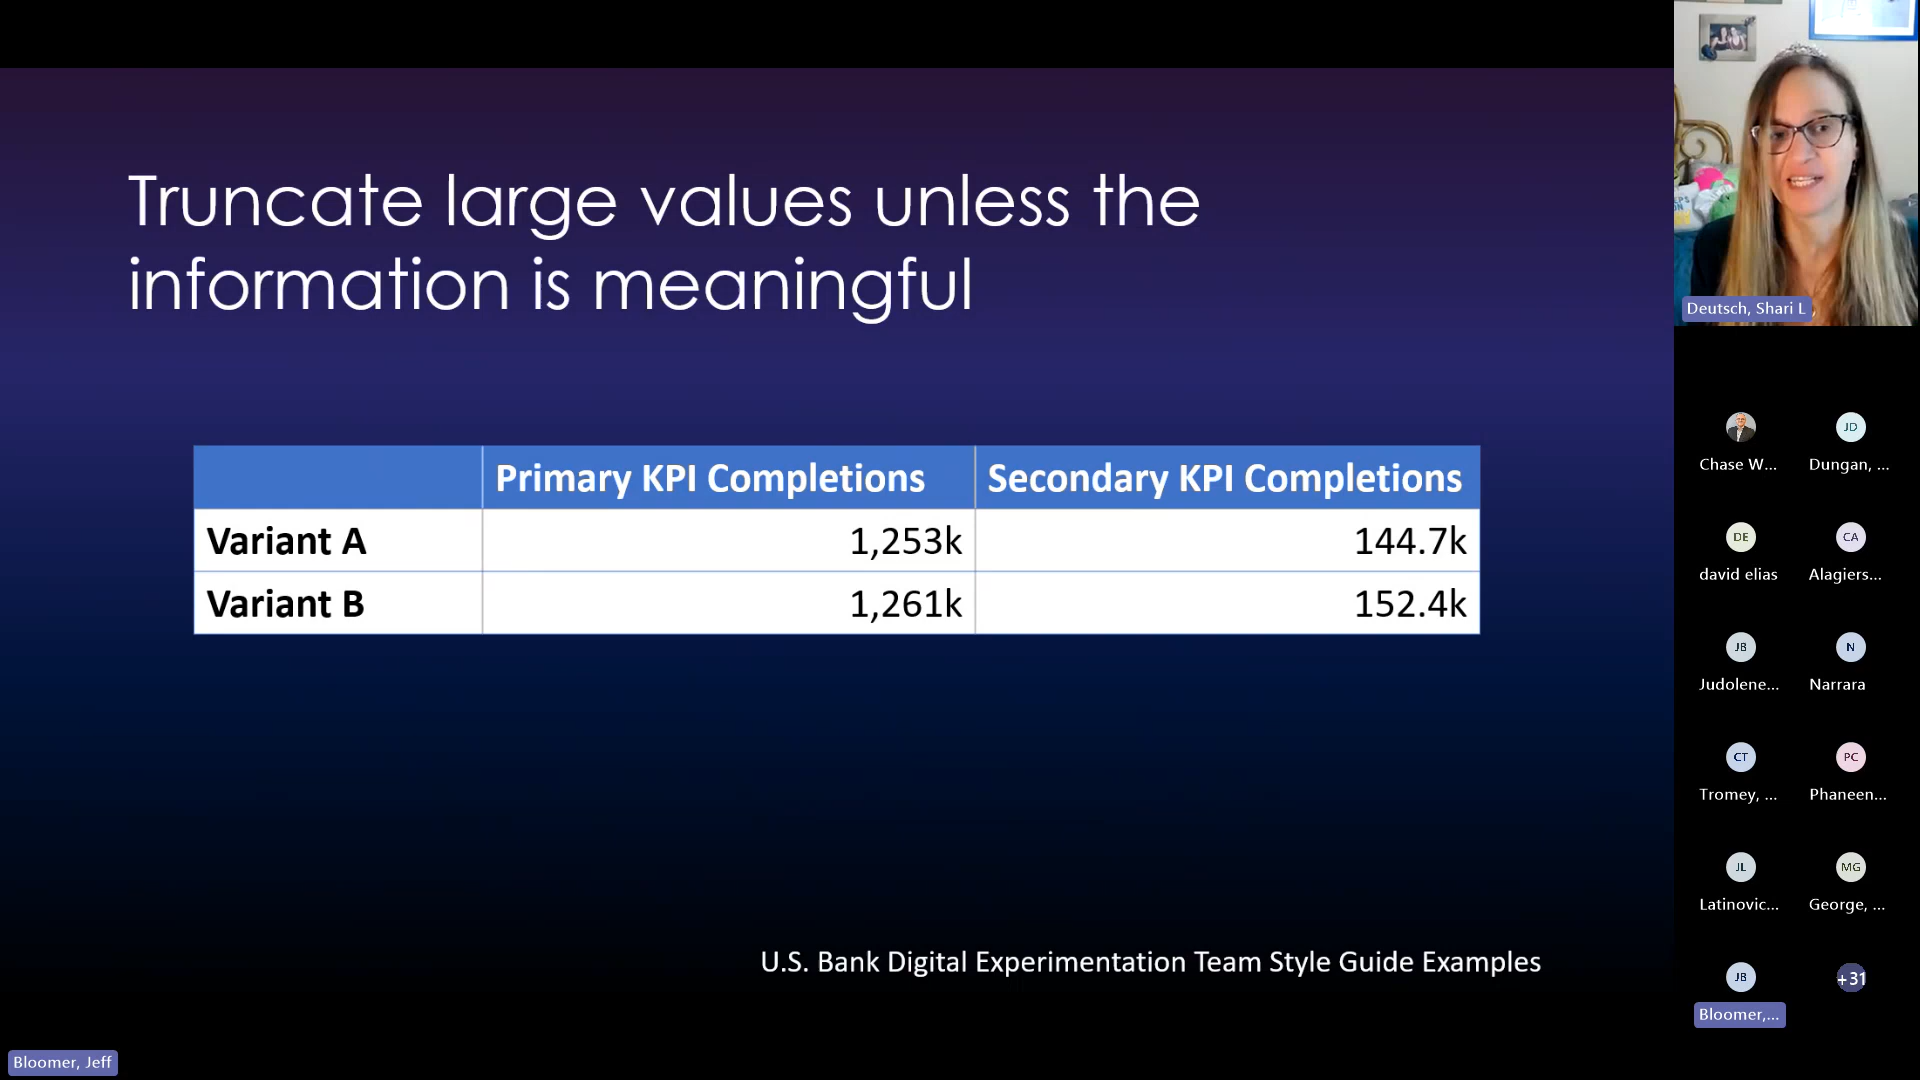 Truncate large values unless the
information is meaningful
Primary KPI Completions Secondary KPI Completions
Variant A 1,253k 144.7k
Variant B 1,261k 152.4k
U.S. Bank Digital Experimentation Team Style Guide Examples
Bloomer, Jeff
Deutsch, Shari L
Chase W...
JD
Dungan, ...
DE
david elias
CA
Alagiers...
JB
Judolene...
N
Narrara
CT
Tromey, ...
PC
Phaneen...
JL
Latinovic...
MG
George, ...
JB
Bloomer,...
+31